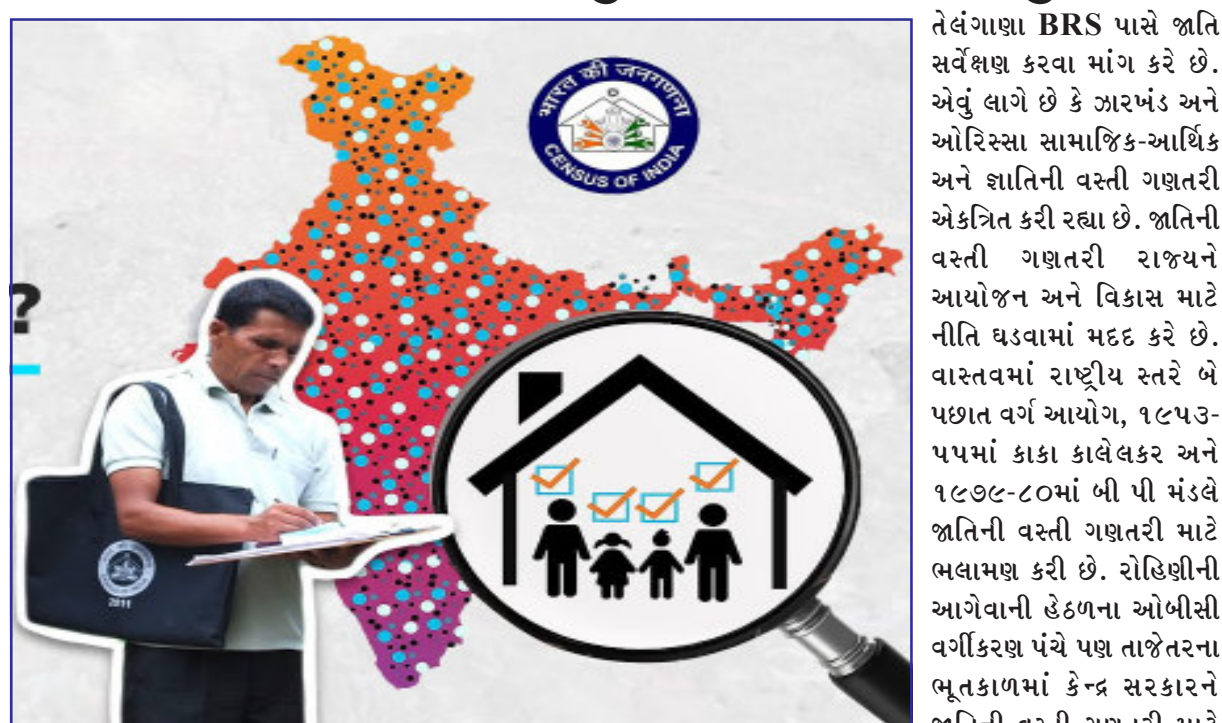 ?
भारत की जनगणना
CENSUS OF INDIA
2011
તેલંગાણા BRS પાસે જાતિ
સર્વેક્ષણ કરવા માંગ કરે છે.
એવું લાગે છે કે ઝારખંડ અને
ઓરિસ્સા સામાજિક-આર્થિક
અને જ્ઞાતિની વસ્તી ગણતરી
એકત્રિત કરી રહ્યા છે. જાતિની
વસ્તી ગણતરી રાજ્યને
આયોજન અને વિકાસ માટે
નીતિ ઘડવામાં મદદ કરે છે.
વાસ્તવમાં રાષ્ટ્રીય સ્તરે બે
પછાત વર્ગ આયોગ, ૧૯૫૩-
૫૫માં કાકા કાલેલકર અને
૧૯૭૯-૮૦માં બી પી મંડલે
જાતિની વસ્તી ગણતરી માટે
ભલામણ કરી છે. રોહિણીની
આગેવાની હેઠળના ઓબીસી
વર્ગીકરણ પંચે પણ તાજેતરના
ભૂતકાળમાં કેન્દ્ર સરકારને
જાતિની વસ્તી ગણતરી માટે